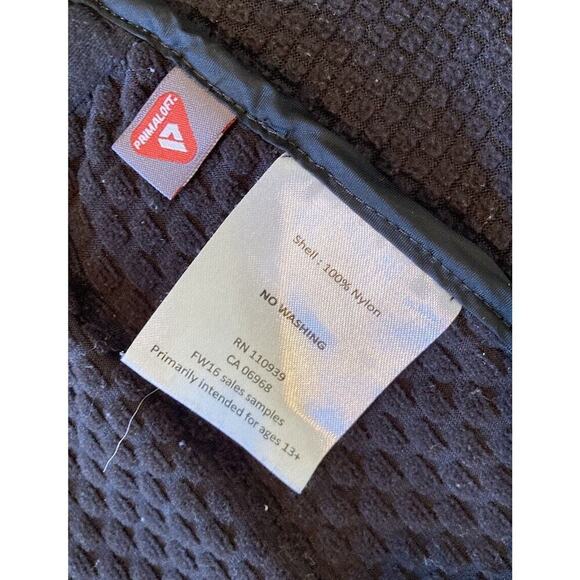 PRIMALOFT
Shell : 100% Nylon
NO WASHING
RN 110939
CA 06968
FW16 sales samples
Primarily intended for ages 13+